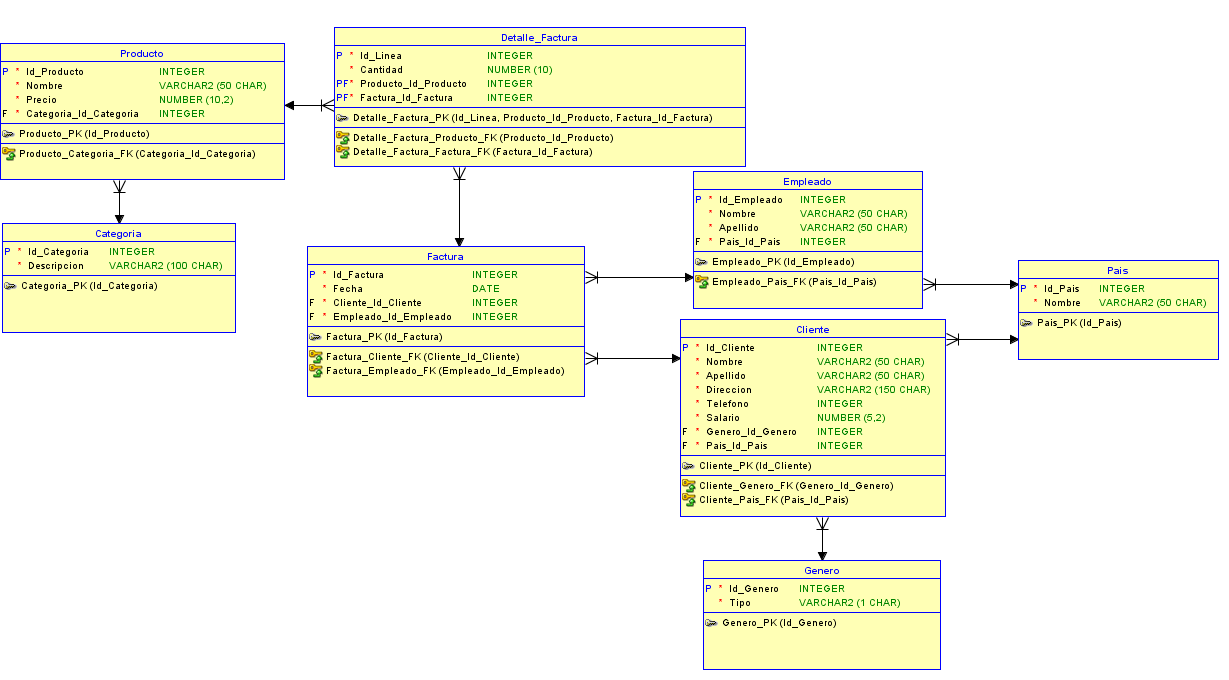 Producto
P * Id_Producto INTEGER
* Nombre VARCHAR2 (50 CHAR)
* Precio NUMBER (10,2)
F * Categoria_Id_Categoria INTEGER
Producto_PK (Id_Producto)
Producto_Categoria_FK (Categoria_Id_Categoria)
Detalle_Factura
P * Id_Linea INTEGER
* Cantidad NUMBER (10)
PF* Producto_Id_Producto INTEGER
PF* Factura_Id_Factura INTEGER
Detalle_Factura_PK (Id_Linea, Producto_Id_Producto, Factura_Id_Factura)
Detalle_Factura_Producto_FK (Producto_Id_Producto)
Detalle_Factura_Factura_FK (Factura_Id_Factura)
Categoria
P * Id_Categoria INTEGER
* Descripcion VARCHAR2 (100 CHAR)
Categoria_PK (Id_Categoria)
Factura
P * Id_Factura INTEGER
* Fecha DATE
F * Cliente_Id_Cliente INTEGER
F * Empleado_Id_Empleado INTEGER
Factura_PK (Id_Factura)
Factura_Cliente_FK (Cliente_Id_Cliente)
Factura_Empleado_FK (Empleado_Id_Empleado)
Empleado
P * Id_Empleado INTEGER
* Nombre VARCHAR2 (50 CHAR)
* Apellido VARCHAR2 (50 CHAR)
F * Pais_Id_Pais INTEGER
Empleado_PK (Id_Empleado)
Empleado_Pais_FK (Pais_Id_Pais)
Pais
P * Id_Pais INTEGER
* Nombre VARCHAR2 (50 CHAR)
Pais_PK (Id_Pais)
Cliente
P * Id_Cliente INTEGER
* Nombre VARCHAR2 (50 CHAR)
* Apellido VARCHAR2 (50 CHAR)
* Direccion VARCHAR2 (150 CHAR)
* Telefono INTEGER
* Salario NUMBER (5,2)
F * Genero_Id_Genero INTEGER
F * Pais_Id_Pais INTEGER
Cliente_PK (Id_Cliente)
Cliente_Genero_FK (Genero_Id_Genero)
Cliente_Pais_FK (Pais_Id_Pais)
Genero
P * Id_Genero INTEGER
* Tipo VARCHAR2 (1 CHAR)
Genero_PK (Id_Genero)